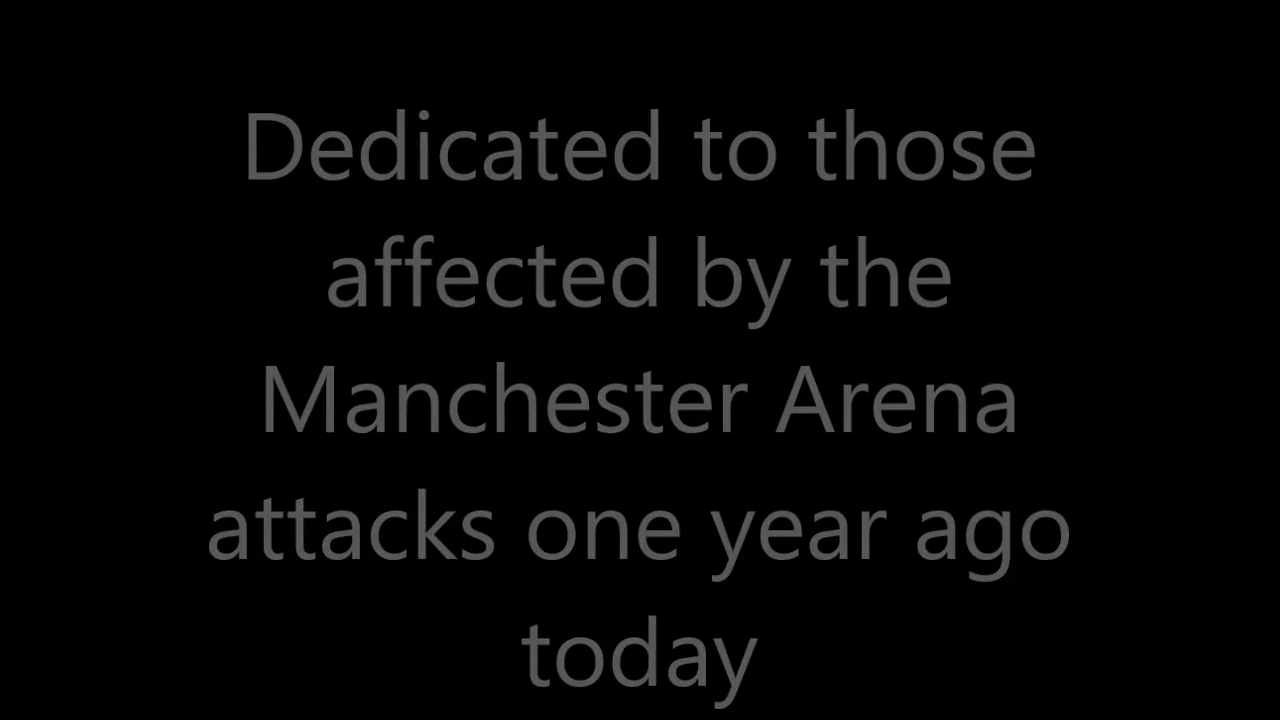 Dedicated to those
affected by the
Manchester Arena
attacks one year ago
today